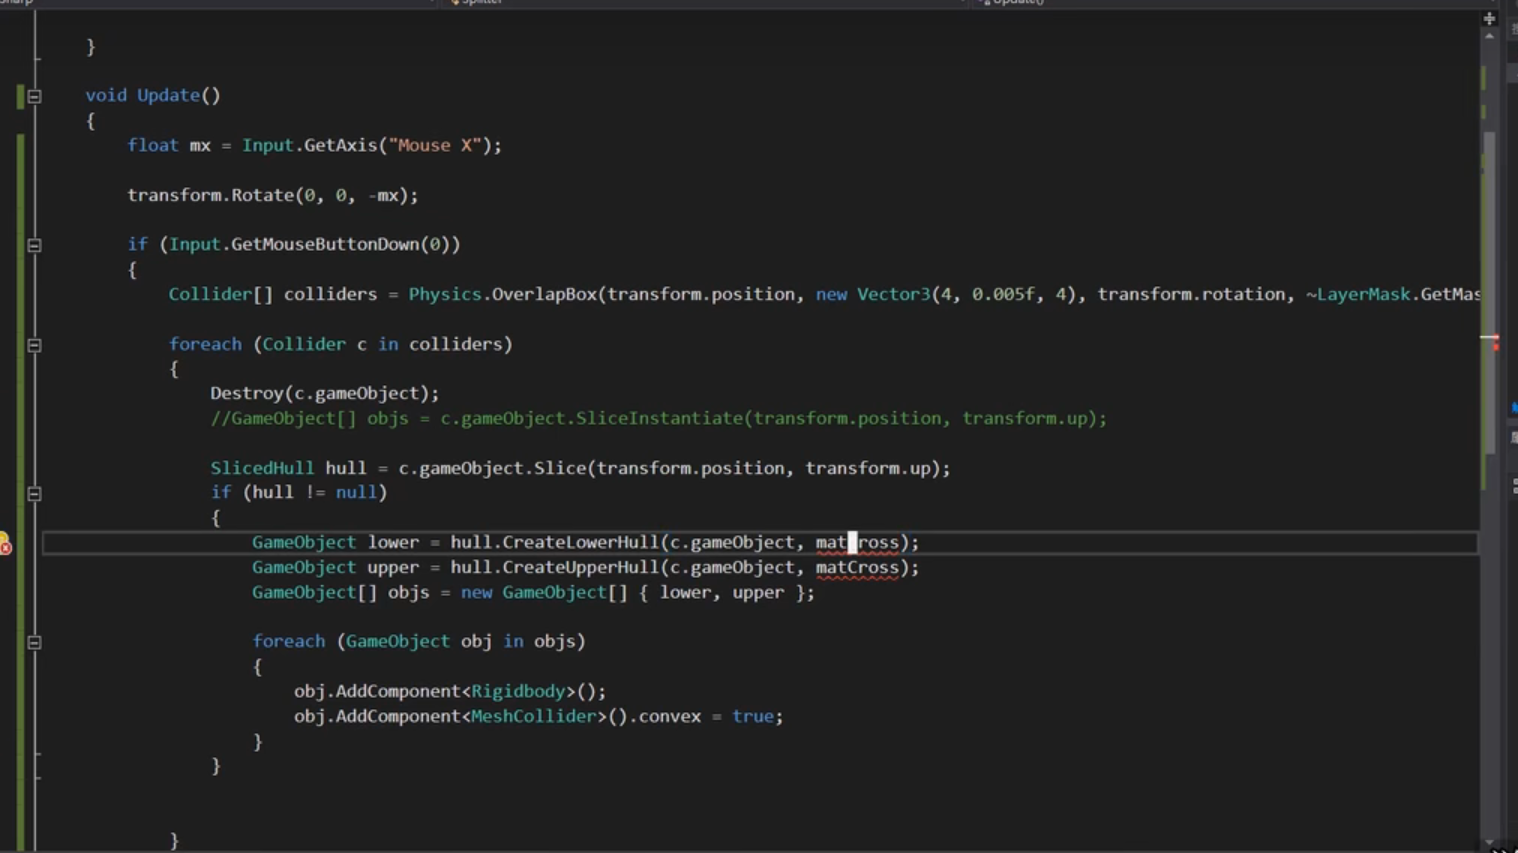 Splitter Update()
}
void Update()
{
float mx = Input.GetAxis("Mouse X");
transform.Rotate(0, 0, -mx);
if (Input.GetMouseButtonDown(0))
{
Collider[] colliders = Physics.OverlapBox(transform.position, new Vector3(4, 0.005f, 4), transform.rotation, ~LayerMask.GetMas
foreach (Collider c in colliders)
{
Destroy(c.gameObject);
//GameObject[] objs = c.gameObject.SliceInstantiate(transform.position, transform.up);
SlicedHull hull = c.gameObject.Slice(transform.position, transform.up);
if (hull != null)
{
GameObject lower = hull.CreateLowerHull(c.gameObject, matCross);
GameObject upper = hull.CreateUpperHull(c.gameObject, matCross);
GameObject[] objs = new GameObject[] { lower, upper };
foreach (GameObject obj in objs)
{
obj.AddComponent<Rigidbody>();
obj.AddComponent<MeshCollider>().convex = true;
}
}
}